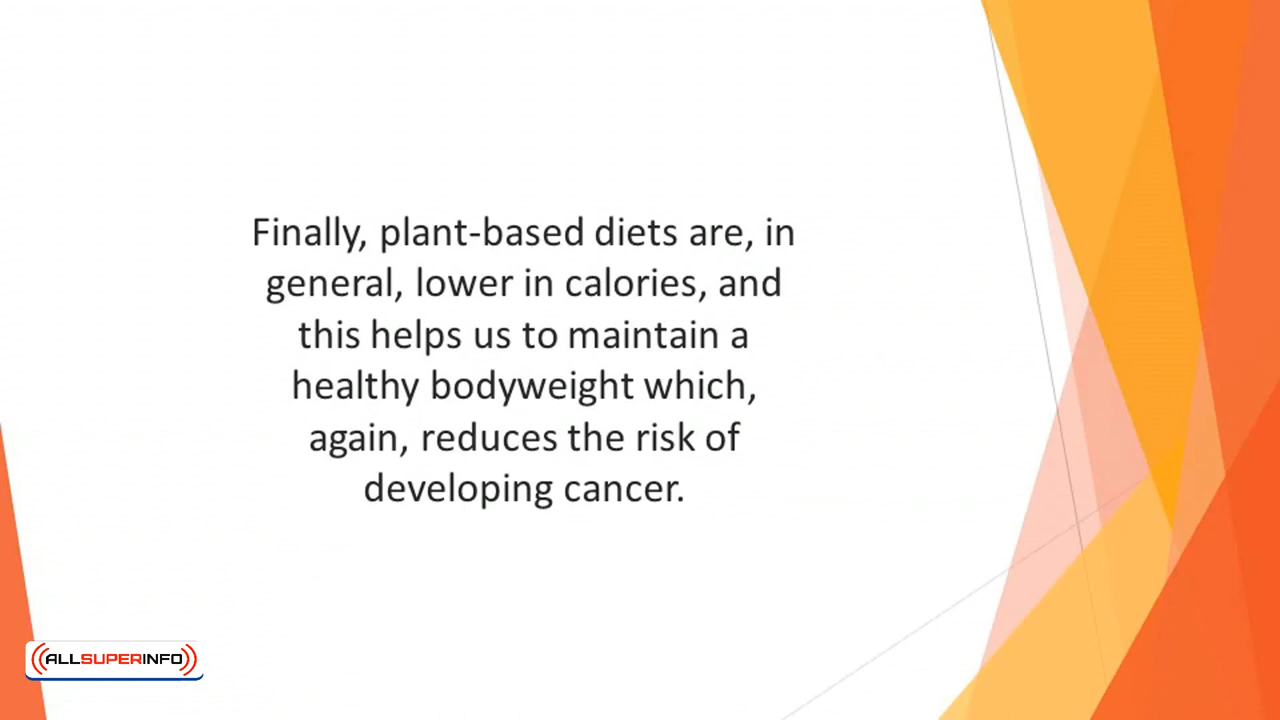 Finally, plant-based diets are, in
general, lower in calories, and
this helps us to maintain a
healthy bodyweight which,
again, reduces the risk of
developing cancer.
ALLSUPERINFO